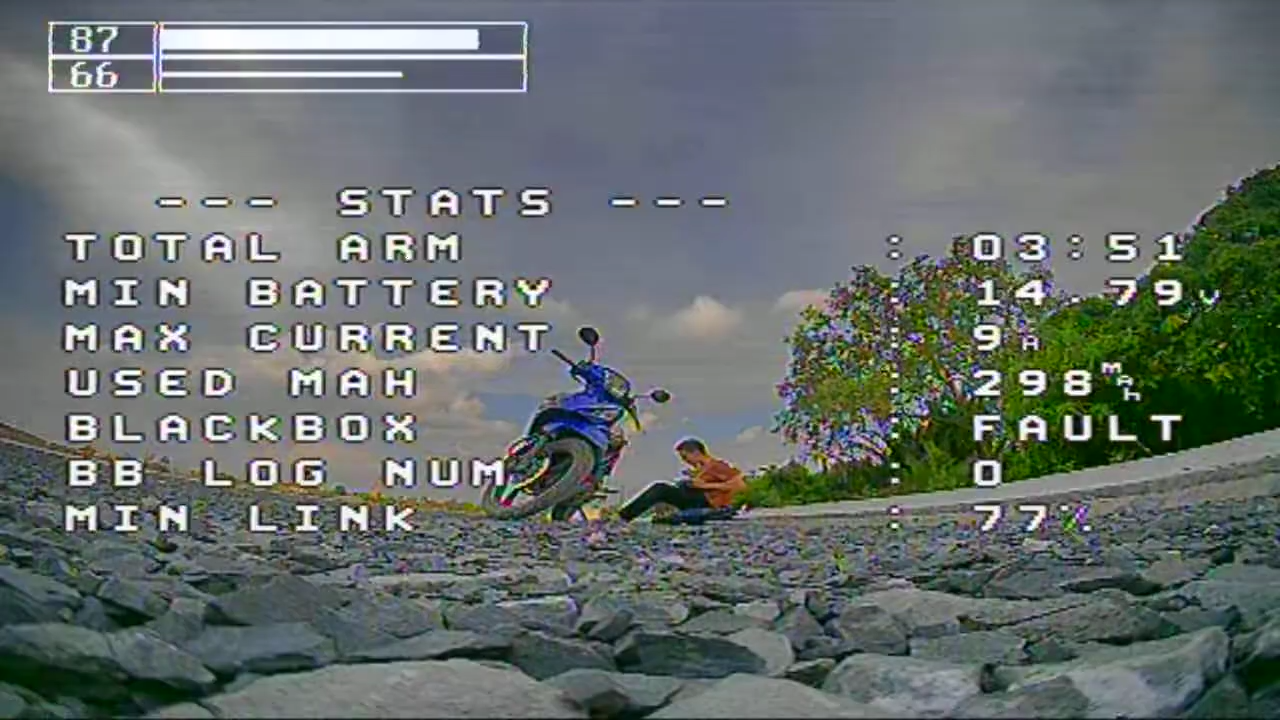 87
66
--- STATS ---
TOTAL ARM : 03:51
MIN BATTERY : 14.79V
MAX CURRENT : 9A
USED MAH : 298mAh
BLACKBOX : FAULT
BB LOG NUM : 0
MIN LINK : 77%